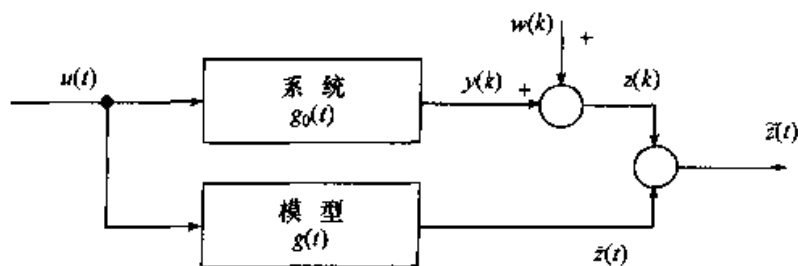 w(k)
+
u(t)
系 统
g₀(t)
y(k)
+
z(k)
z̃(t)
模 型
g(t)
ẑ(t)